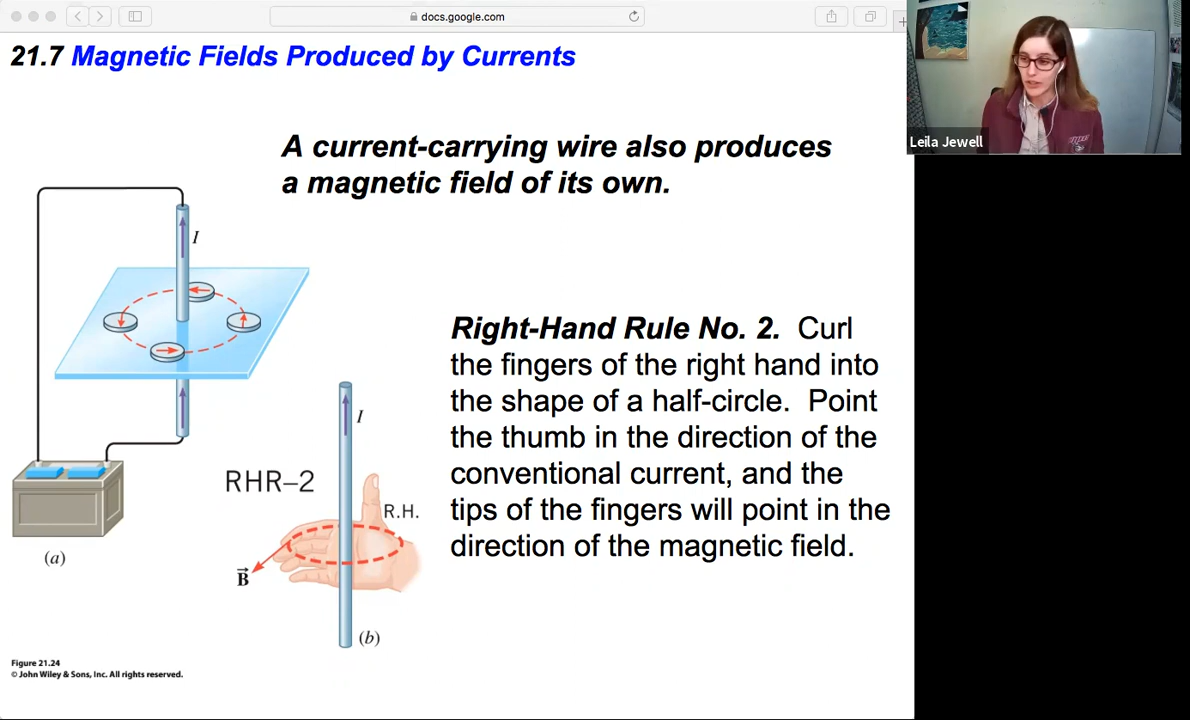 docs.google.com
21.7 Magnetic Fields Produced by Currents
Leila Jewell
A current-carrying wire also produces
a magnetic field of its own.
I
Right-Hand Rule No. 2. Curl
the fingers of the right hand into
the shape of a half-circle. Point
the thumb in the direction of the
conventional current, and the
tips of the fingers will point in the
direction of the magnetic field.
I
RHR–2
R.H.
B
(a)
(b)
Figure 21.24
© John Wiley & Sons, Inc. All rights reserved.